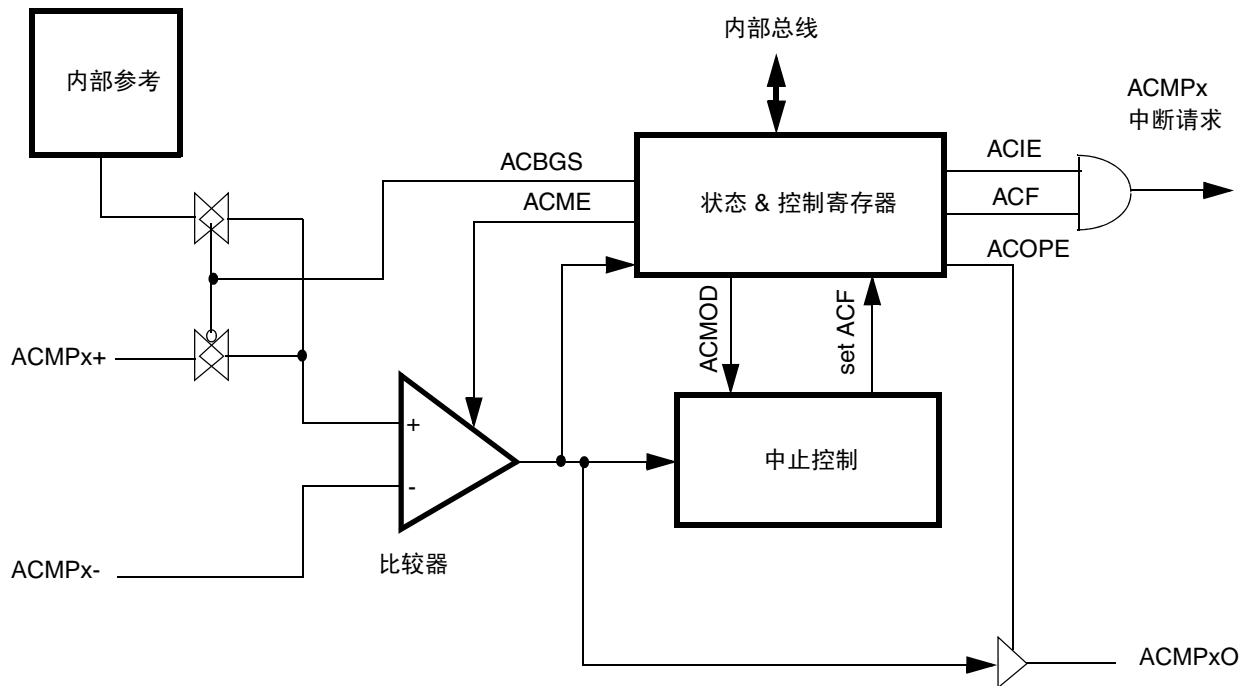 内部总线
内部参考
ACMPx
中断请求
ACBGS
ACIE
状态 & 控制寄存器
ACME
ACF
ACOPE
ACMOD
set ACF
ACMPx+
+
中止控制
-
比较器
ACMPx-
ACMPxO